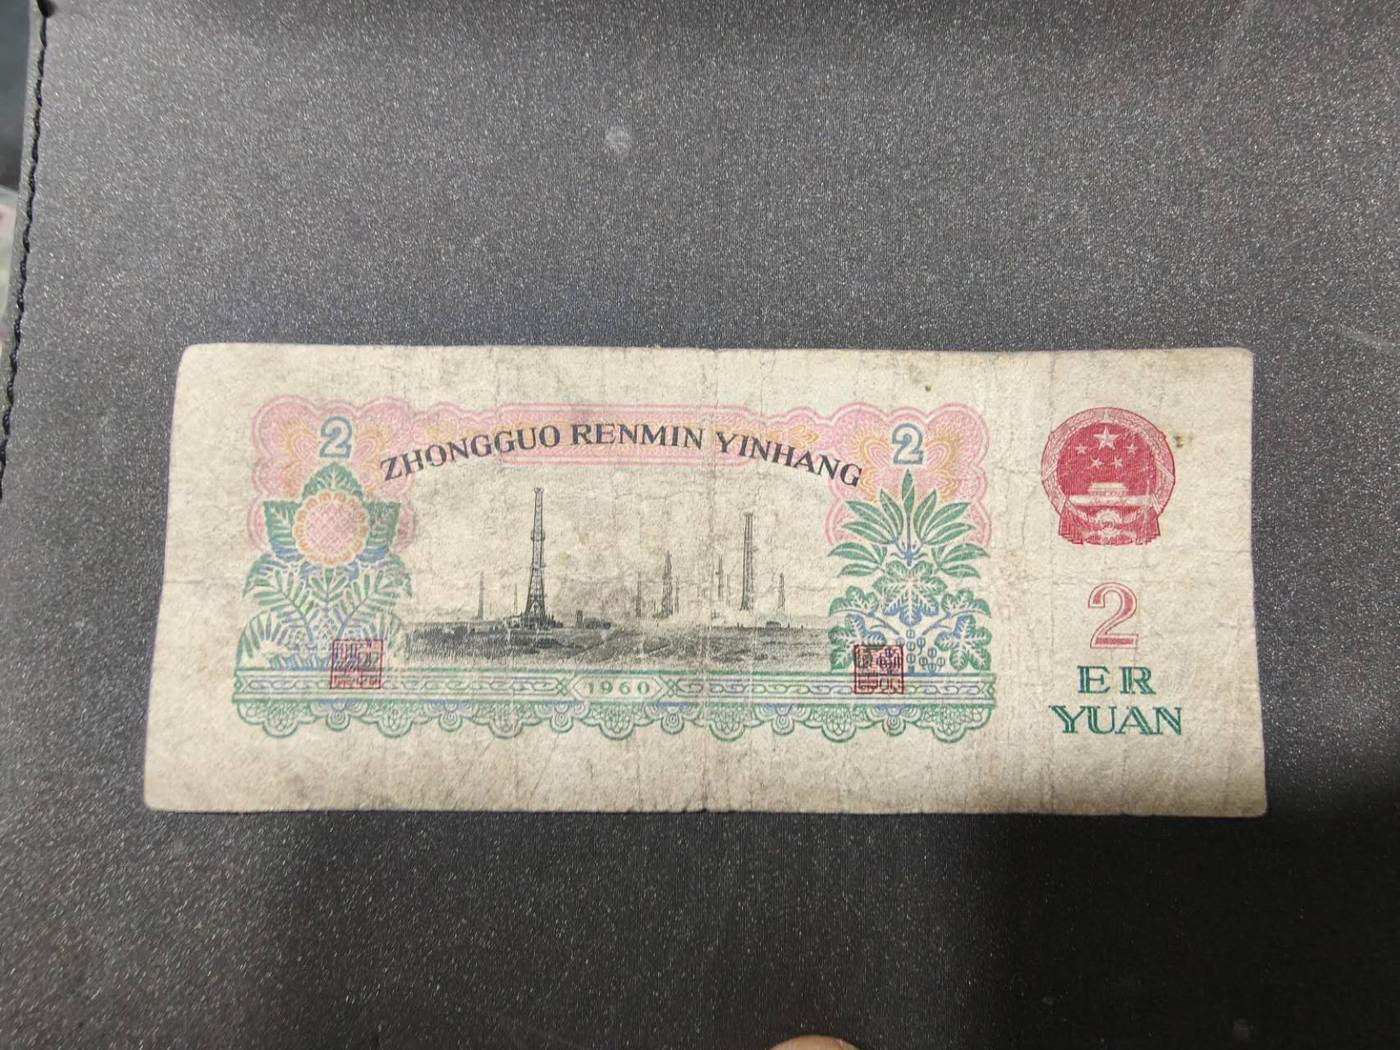 2
2
ZHONGGUO RENMIN YINHANG
1960
2
ER
YUAN